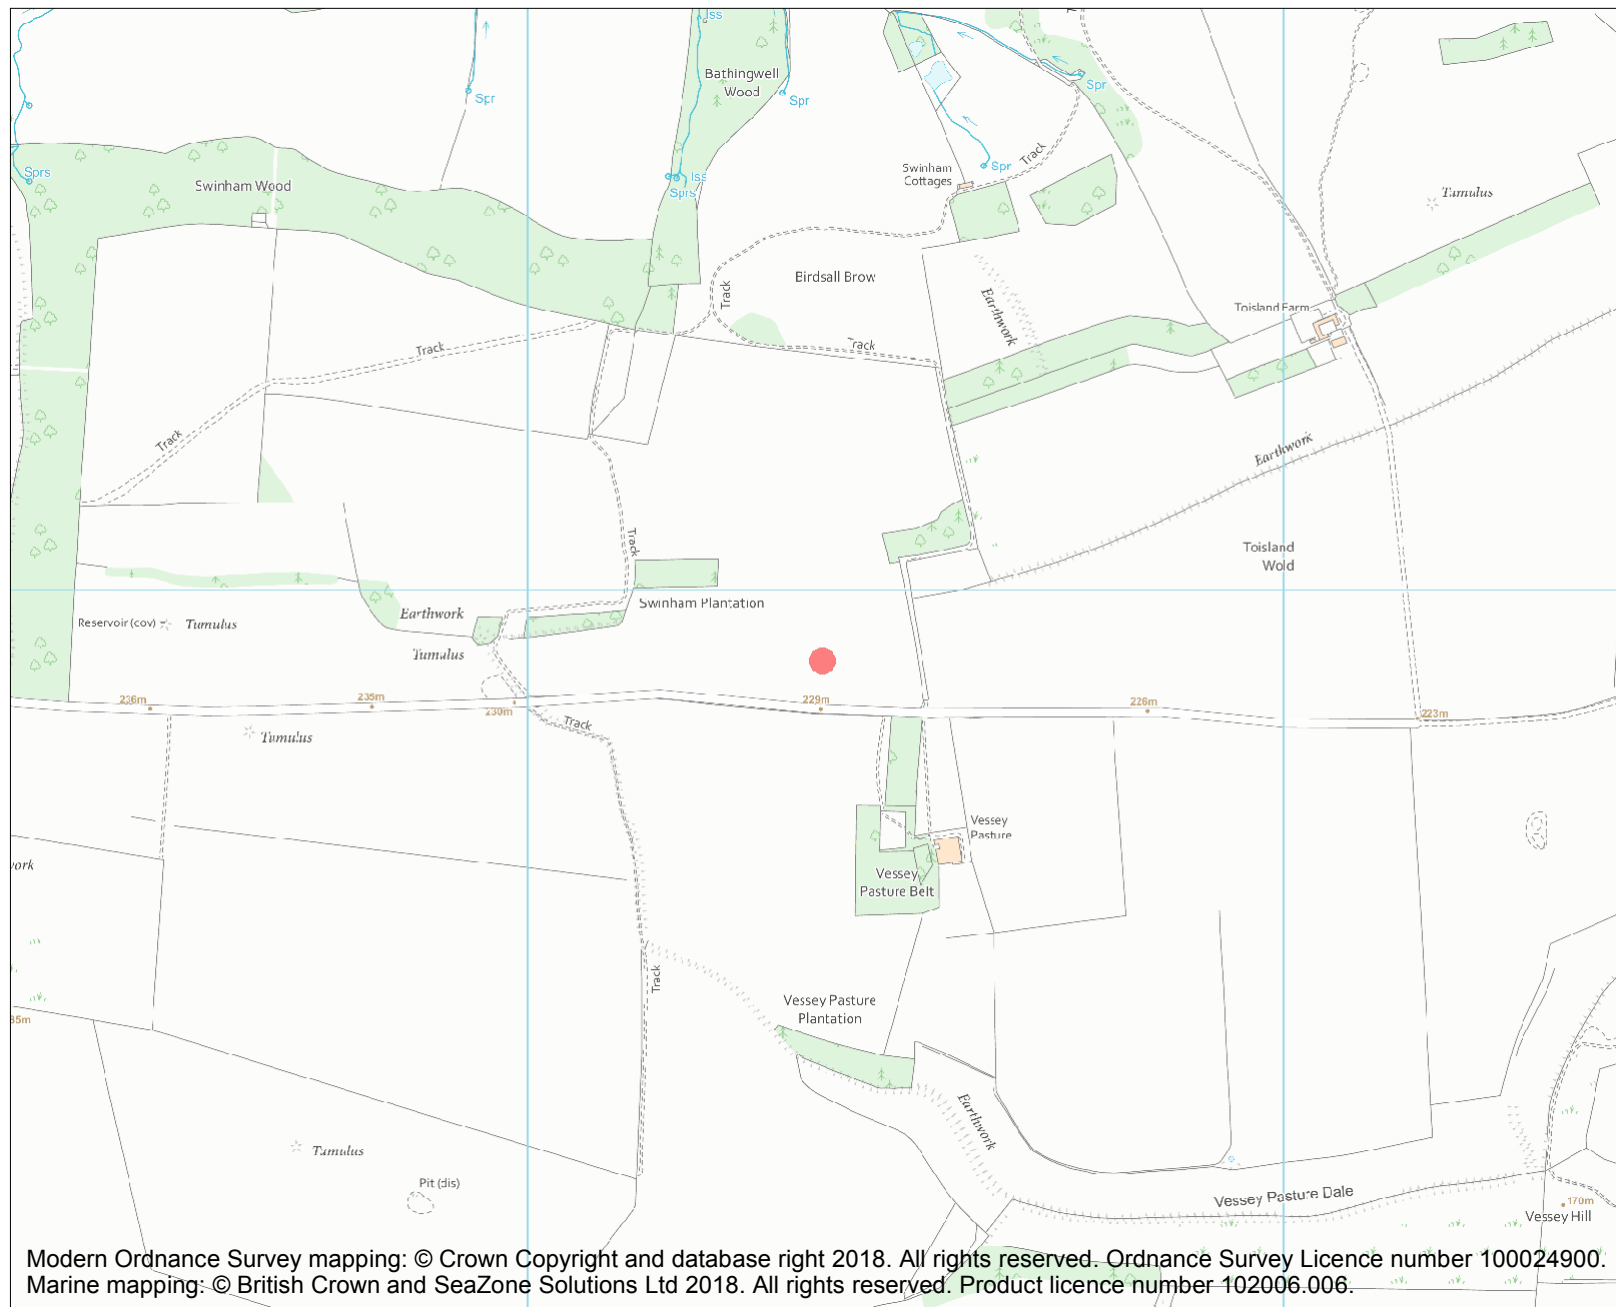 Iss
Bathingwell
Wood
Spr
Spr
Spr
Sprs
Swinham Wood
Iss
Sprs
Swinham
Cottages
Spr
Track
Tumulus
Birdsall Brow
Track
Earthwork
Toisland Farm
Track
Track
Track
Earthwork
Track
Toisland
Wold
Swinham Plantation
Reservoir (cov)
Tumulus
Earthwork
Tumulus
236m
235m
230m
229m
226m
223m
Track
Tumulus
Vessey
Pasture
work
Vessey
Pasture Belt
Track
Vessey Pasture
Plantation
35m
Earthwork
Tumulus
Pit (dis)
Vessey Pasture Dale
170m
Vessey Hill
Modern Ordnance Survey mapping: © Crown Copyright and database right 2018. All rights reserved. Ordnance Survey Licence number 100024900.
Marine mapping: © British Crown and SeaZone Solutions Ltd 2018. All rights reserved. Product licence number 102006.006.